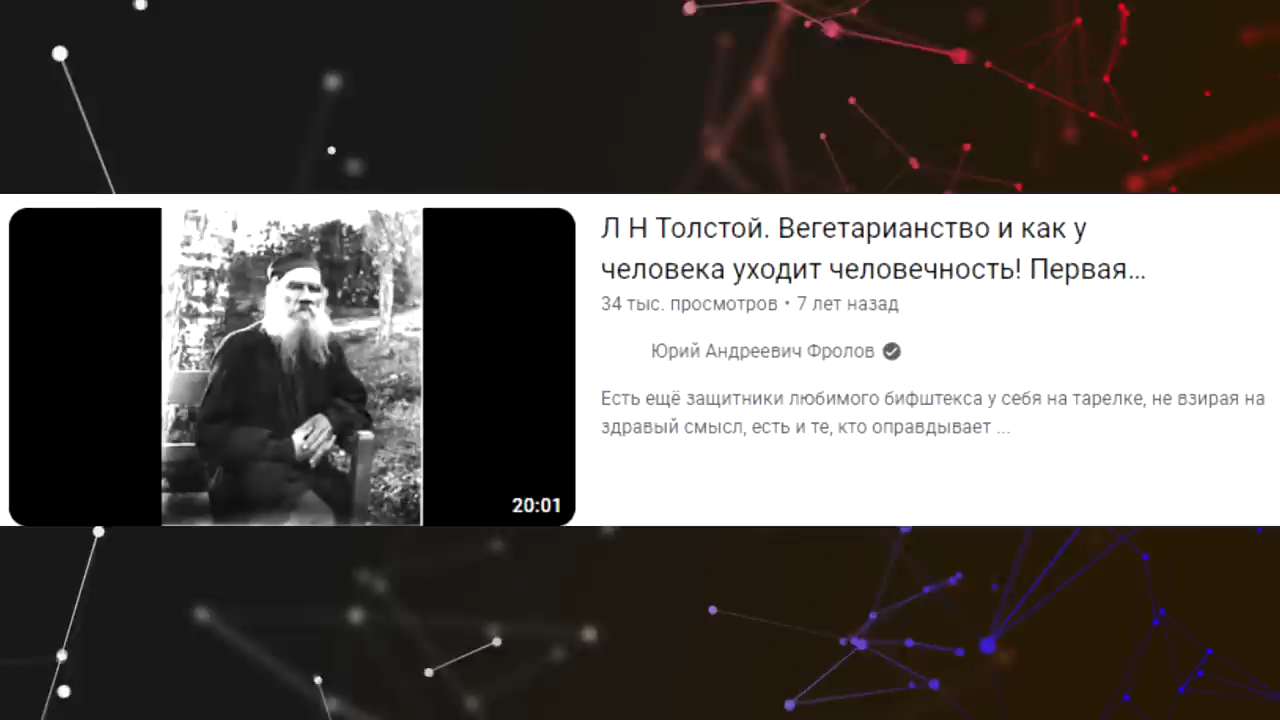 Л Н Толстой. Вегетарианство и как у
человека уходит человечность! Первая...
34 тыс. просмотров • 7 лет назад
Юрий Андреевич Фролов
Есть ещё защитники любимого бифштекса у себя на тарелке, не взирая на
здравый смысл, есть и те, кто оправдывает ...
20:01